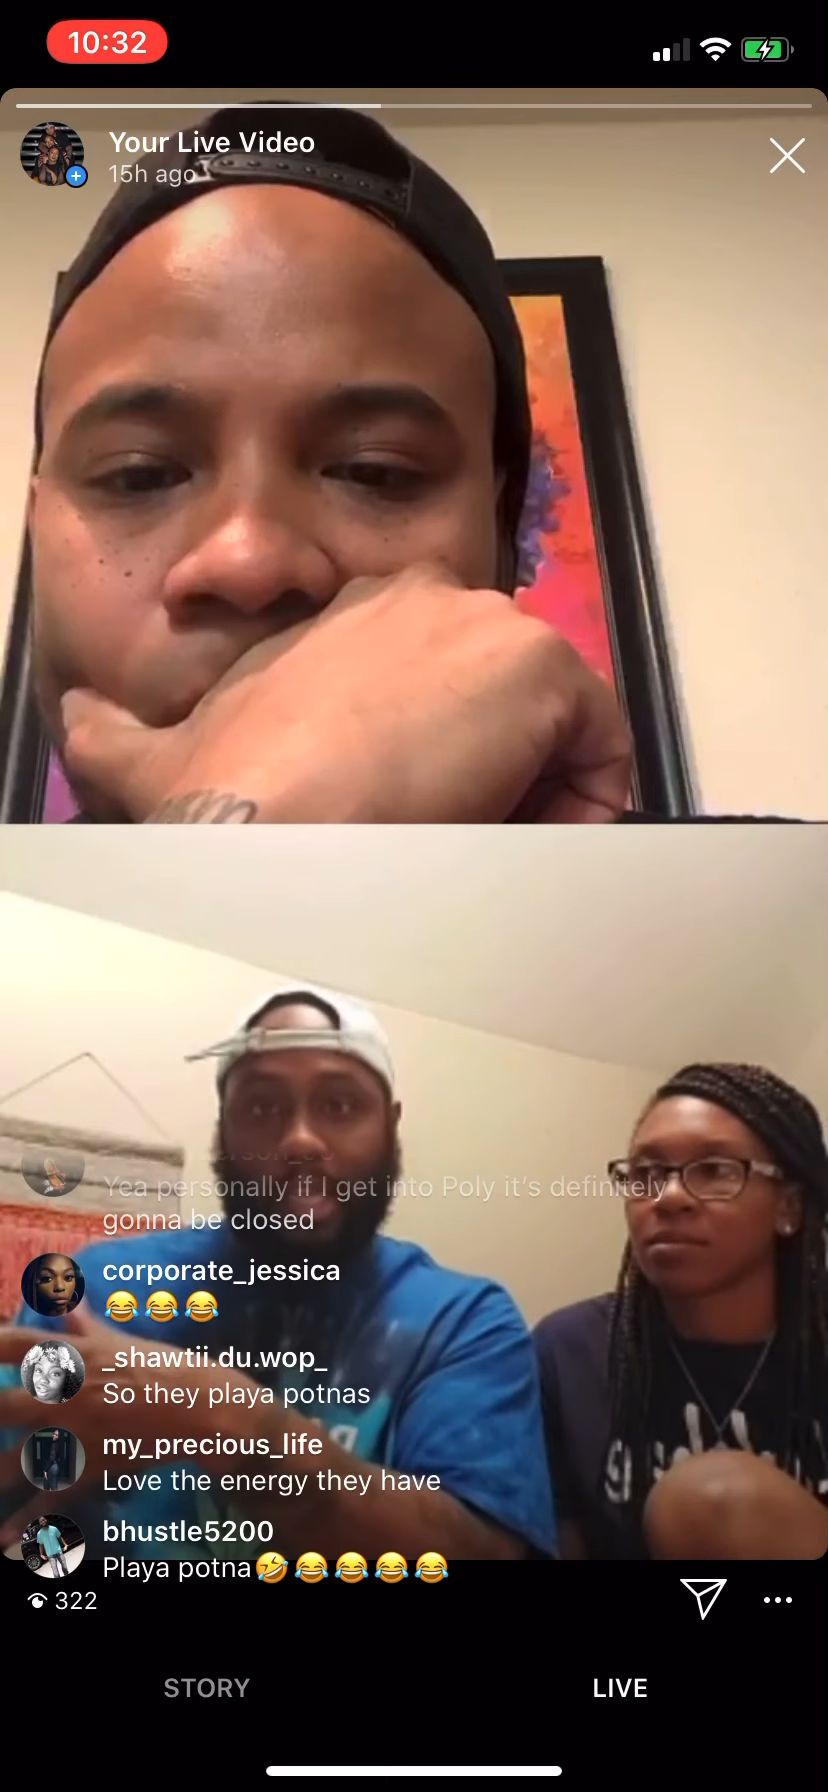 10:32
Your Live Video
15h ago
Yea personally if I get into Poly it's definitely
gonna be closed
corporate_jessica
😂😂😂
_shawtii.du.wop_
So they playa potnas
my_precious_life
Love the energy they have
bhustle5200
Playa potna🤣😂😂😂😂
322
STORY
LIVE